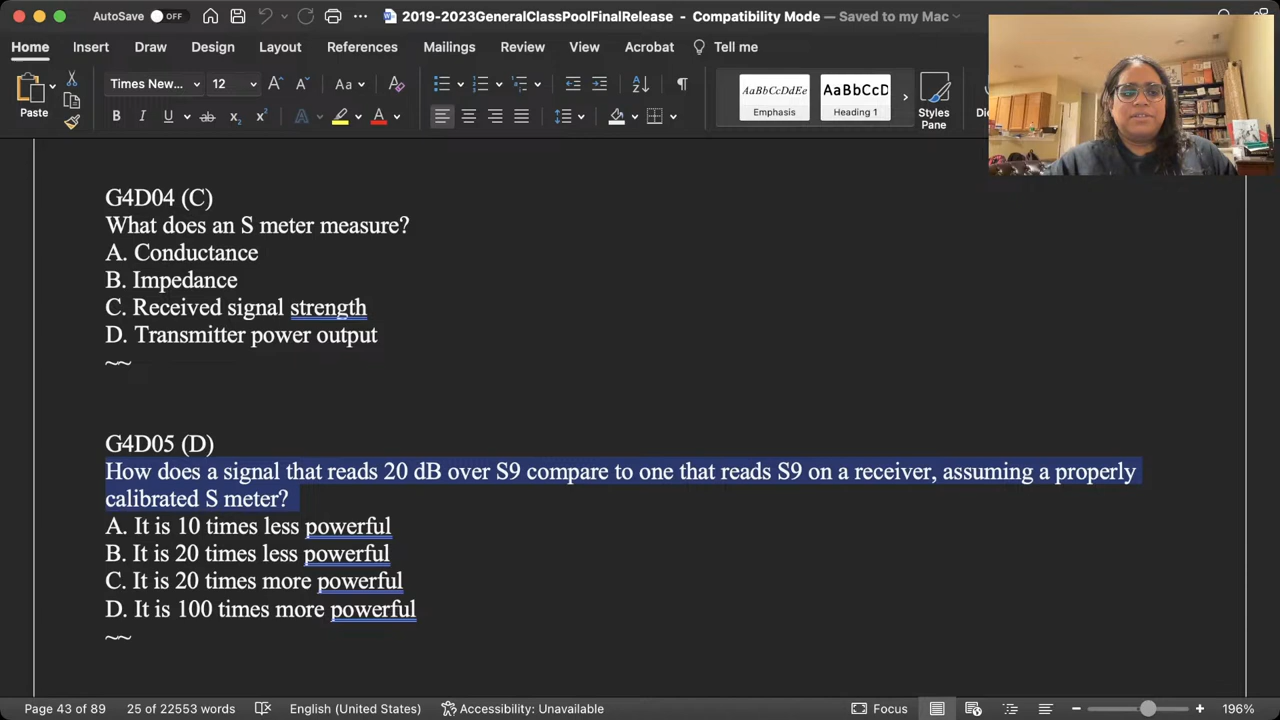 AutoSave OFF 2019-2023GeneralClassPoolFinalRelease - Compatibility Mode — Saved to my Mac
Home Insert Draw Design Layout References Mailings Review View Acrobat Tell me
Paste Times New... 12 Aa AaBbCcDdEe AaBbCcD
Emphasis Heading 1 Styles Pane
G4D04 (C)
What does an S meter measure?
A. Conductance
B. Impedance
C. Received signal strength
D. Transmitter power output
~~
G4D05 (D)
How does a signal that reads 20 dB over S9 compare to one that reads S9 on a receiver, assuming a properly
calibrated S meter?
A. It is 10 times less powerful
B. It is 20 times less powerful
C. It is 20 times more powerful
D. It is 100 times more powerful
~~
Page 43 of 89 25 of 22553 words English (United States) Accessibility: Unavailable Focus 196%